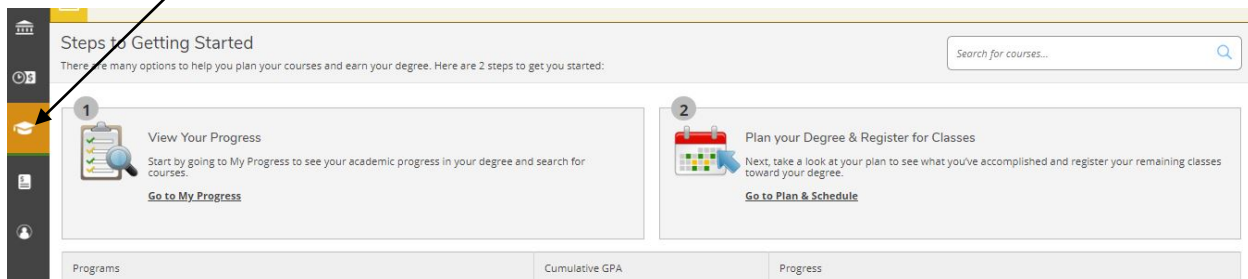 Steps to Getting Started
There are many options to help you plan your courses and earn your degree. Here are 2 steps to get you started:
Search for courses...
1
View Your Progress
Start by going to My Progress to see your academic progress in your degree and search for
courses.
Go to My Progress
2
Plan your Degree & Register for Classes
Next, take a look at your plan to see what you've accomplished and register your remaining classes
toward your degree.
Go to Plan & Schedule
Programs
Cumulative GPA
Progress